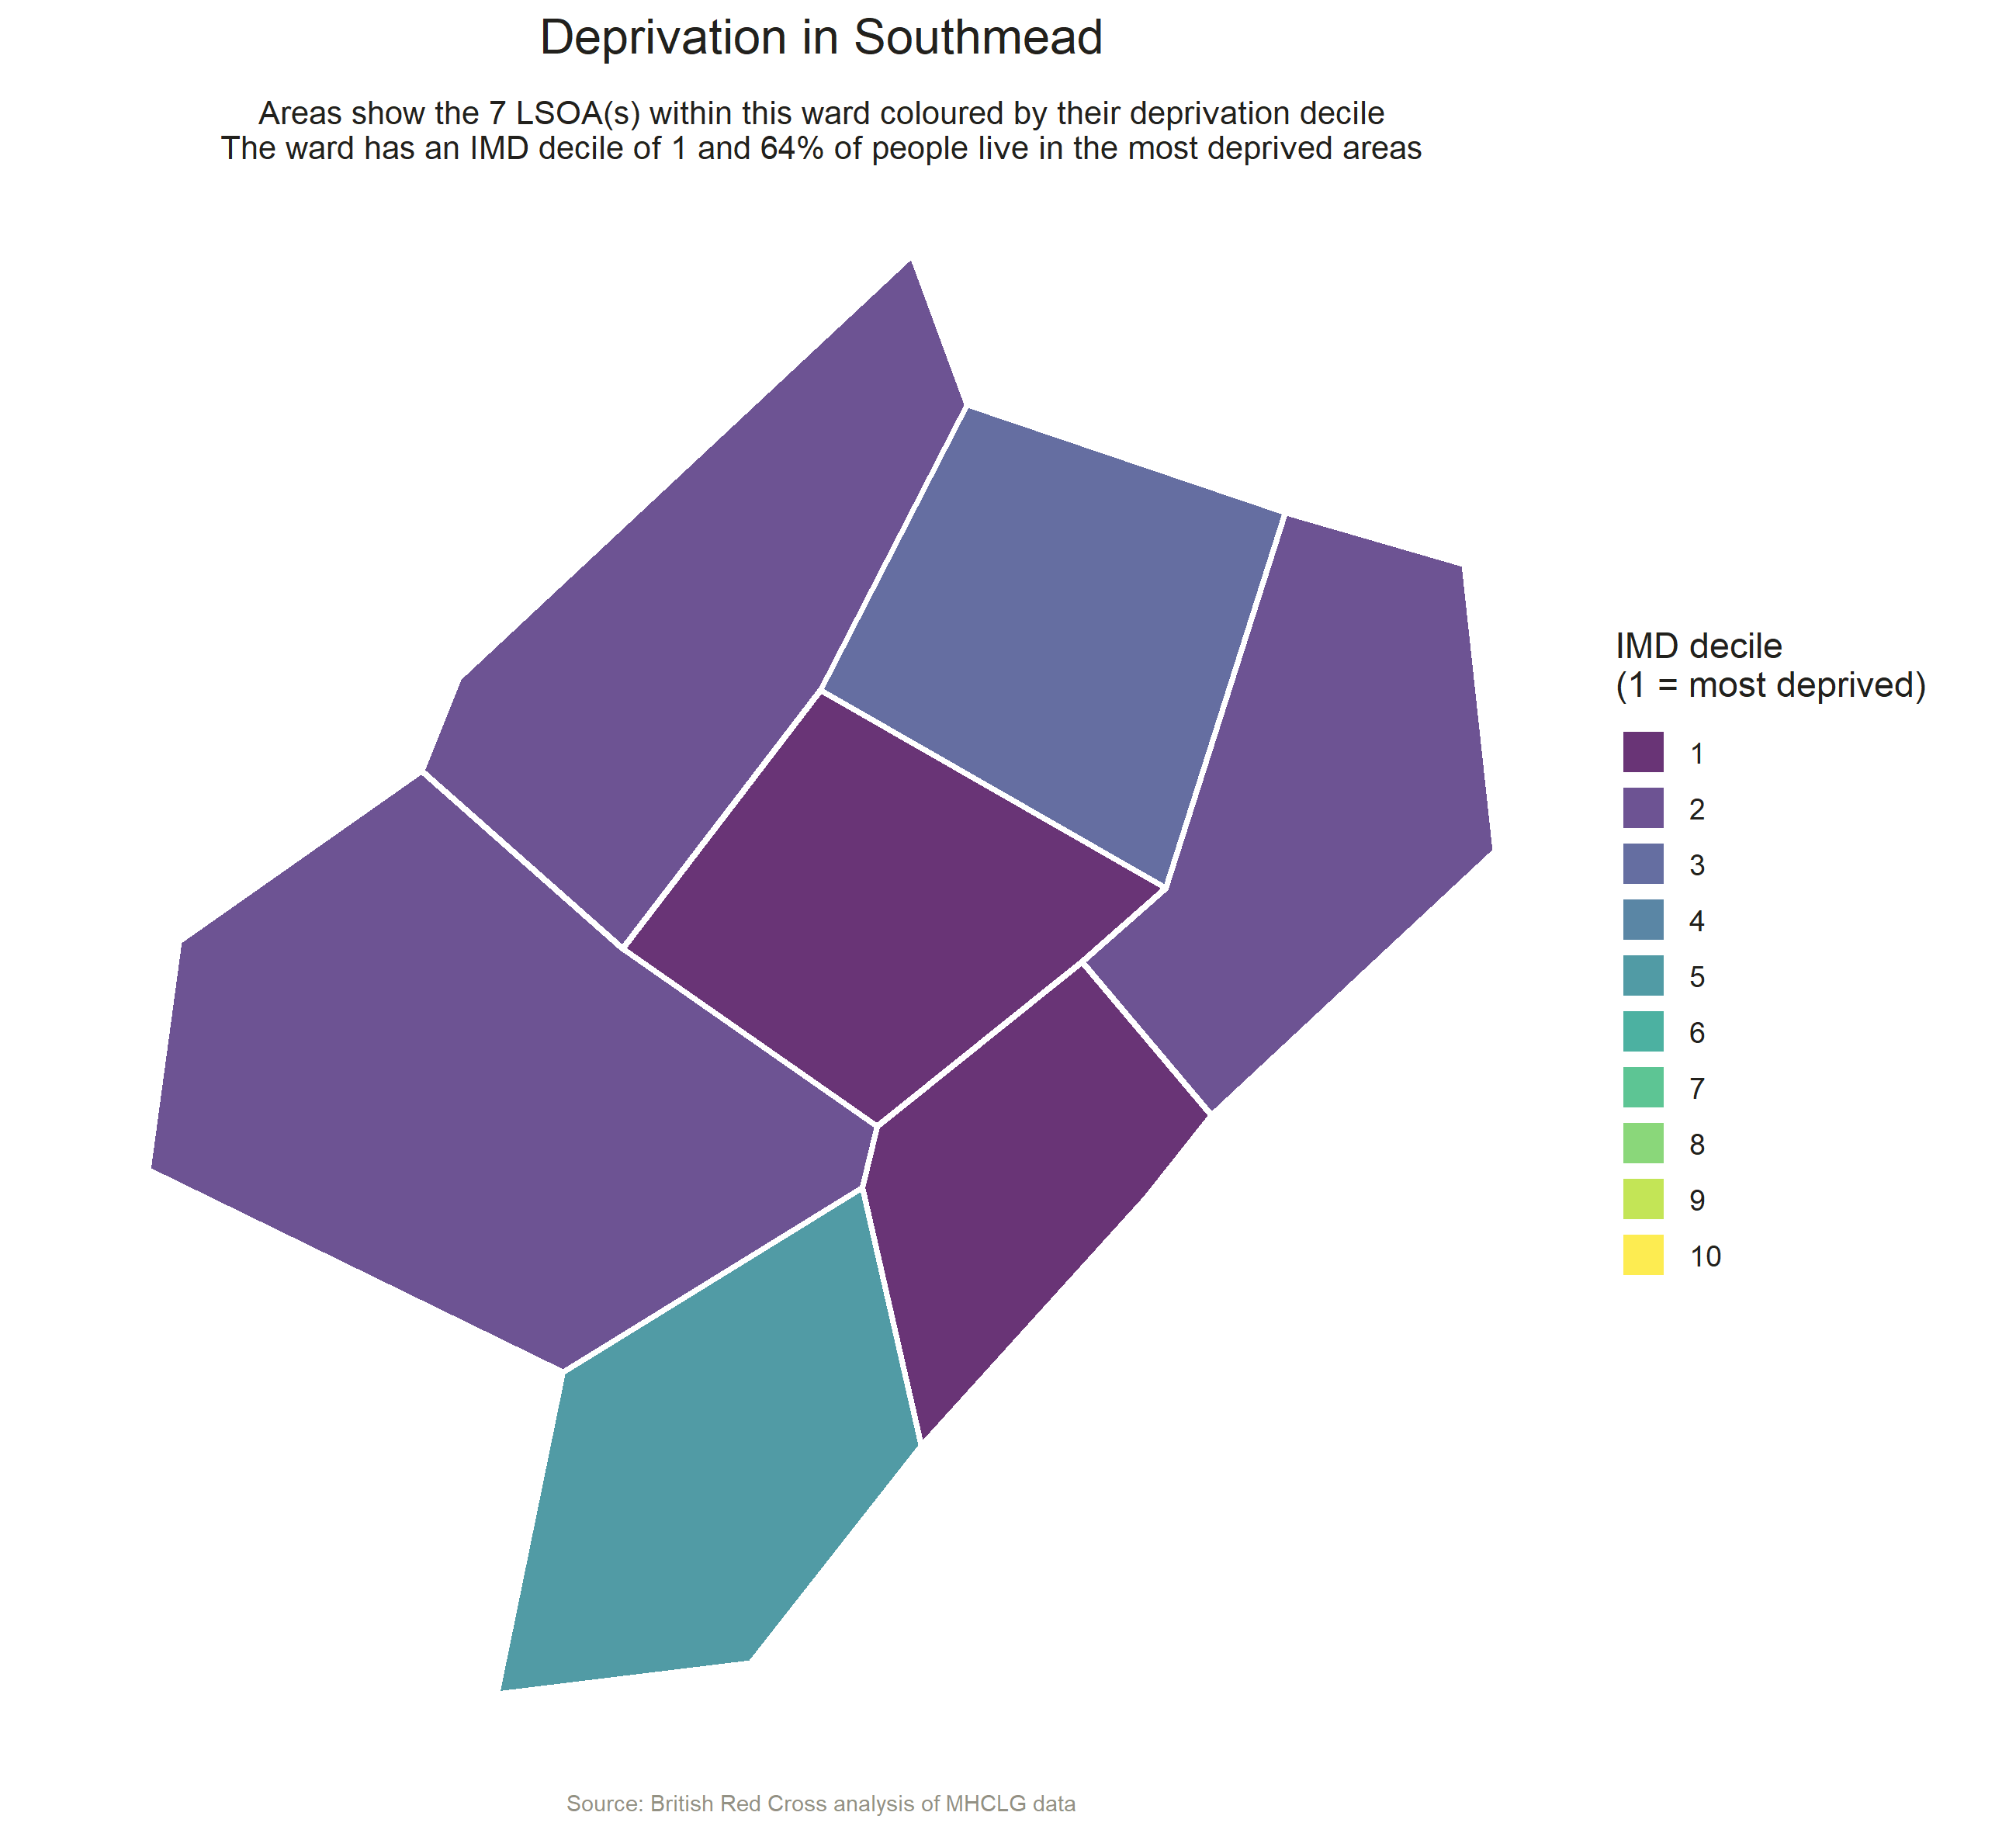 Deprivation in Southmead
Areas show the 7 LSOA(s) within this ward coloured by their deprivation decile
The ward has an IMD decile of 1 and 64% of people live in the most deprived areas
IMD decile
(1 = most deprived)
1
2
3
4
5
6
7
8
9
10
Source: British Red Cross analysis of MHCLG data